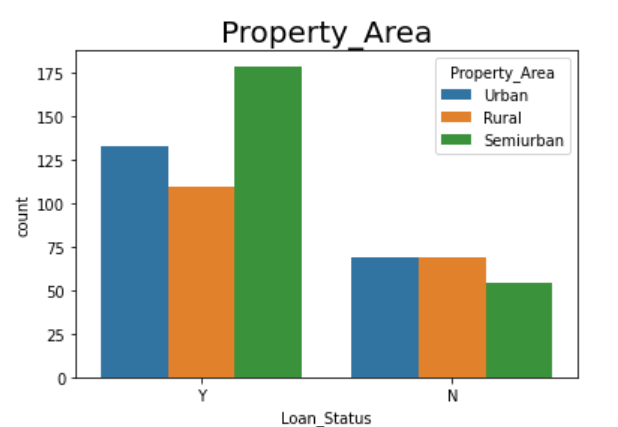 Property_Area
175
150
125
100
75
50
25
0
count
Property_Area
Urban
Rural
Semiurban
Y
N
Loan_Status